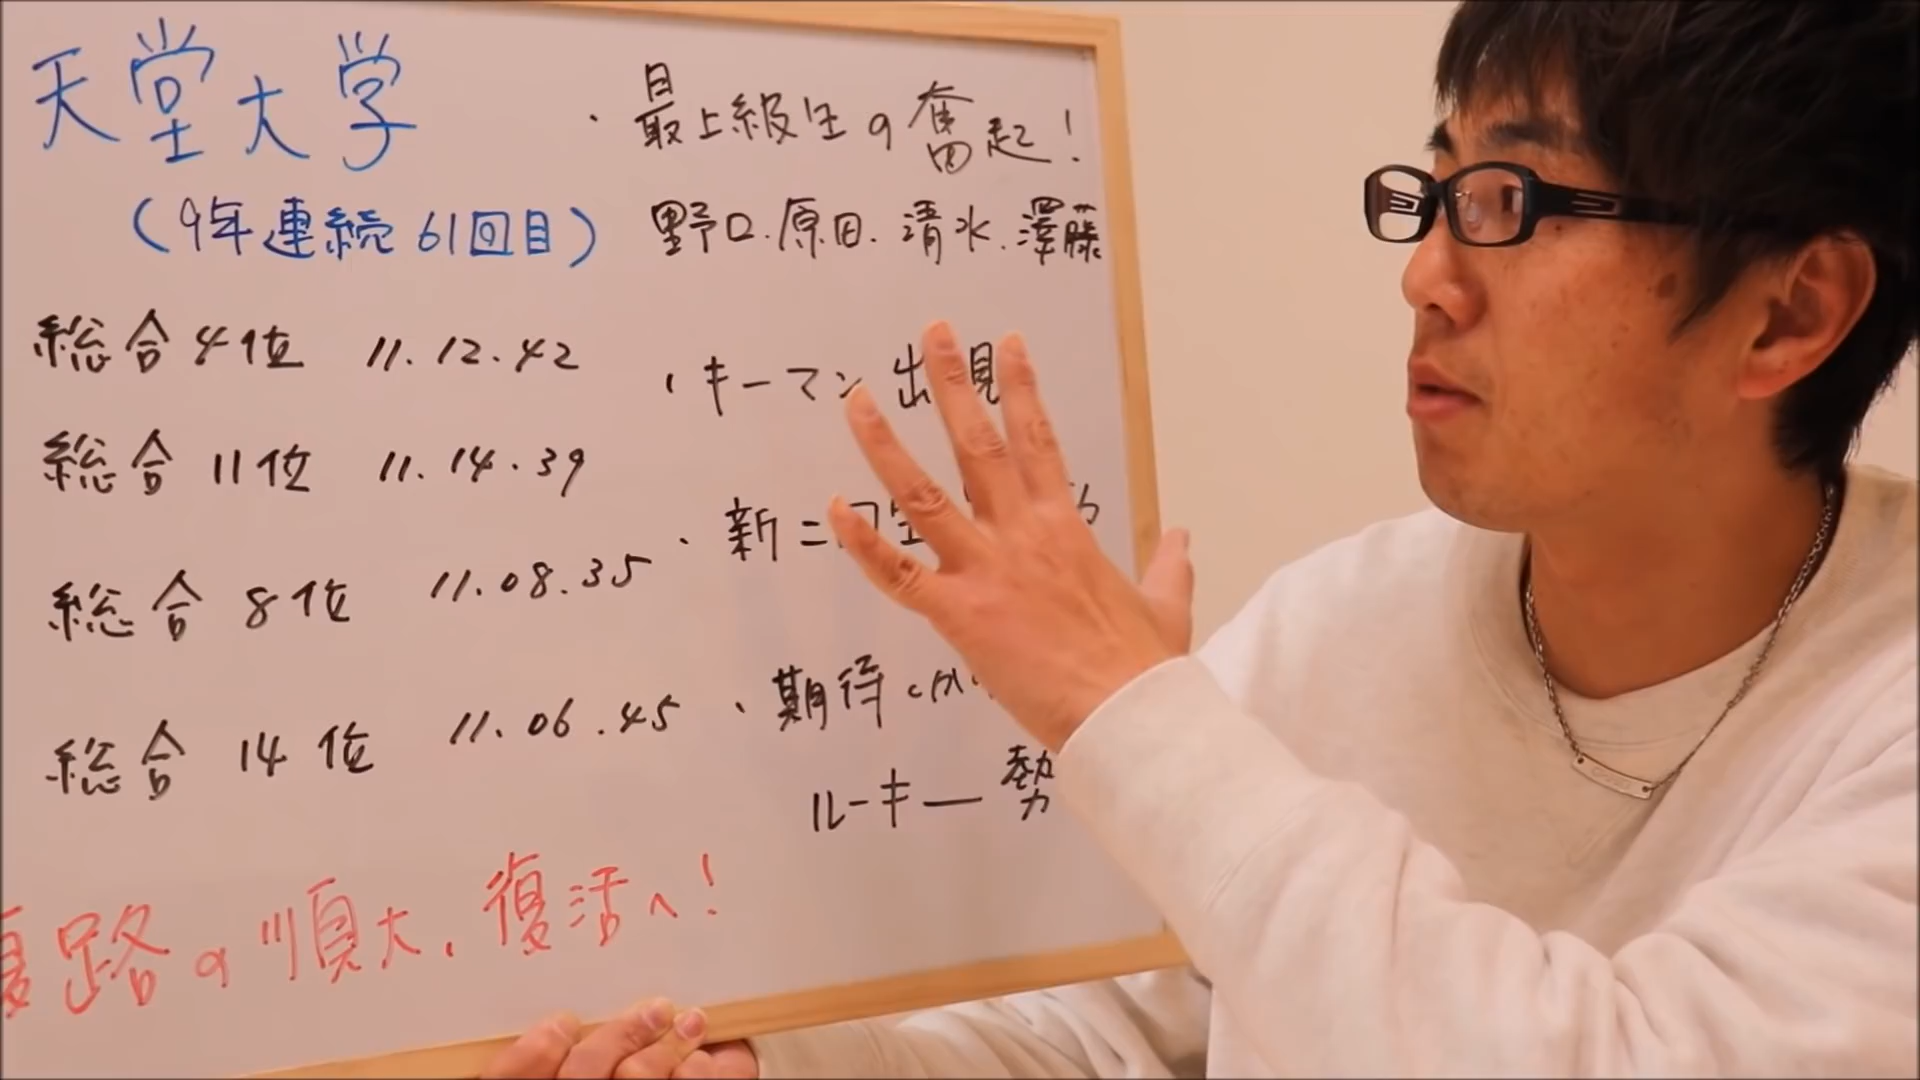 天堂大学
(9年連続61回目)
総合4位 11.12.42
総合11位 11.14.39
総合8位 11.08.35
総合14位 11.06.45
復路の順大、復活へ!
・最上級生の奮起!
野口.原田.清水.澤藤
・キーマン出現
・新二回生
・期待
ルーキー勢